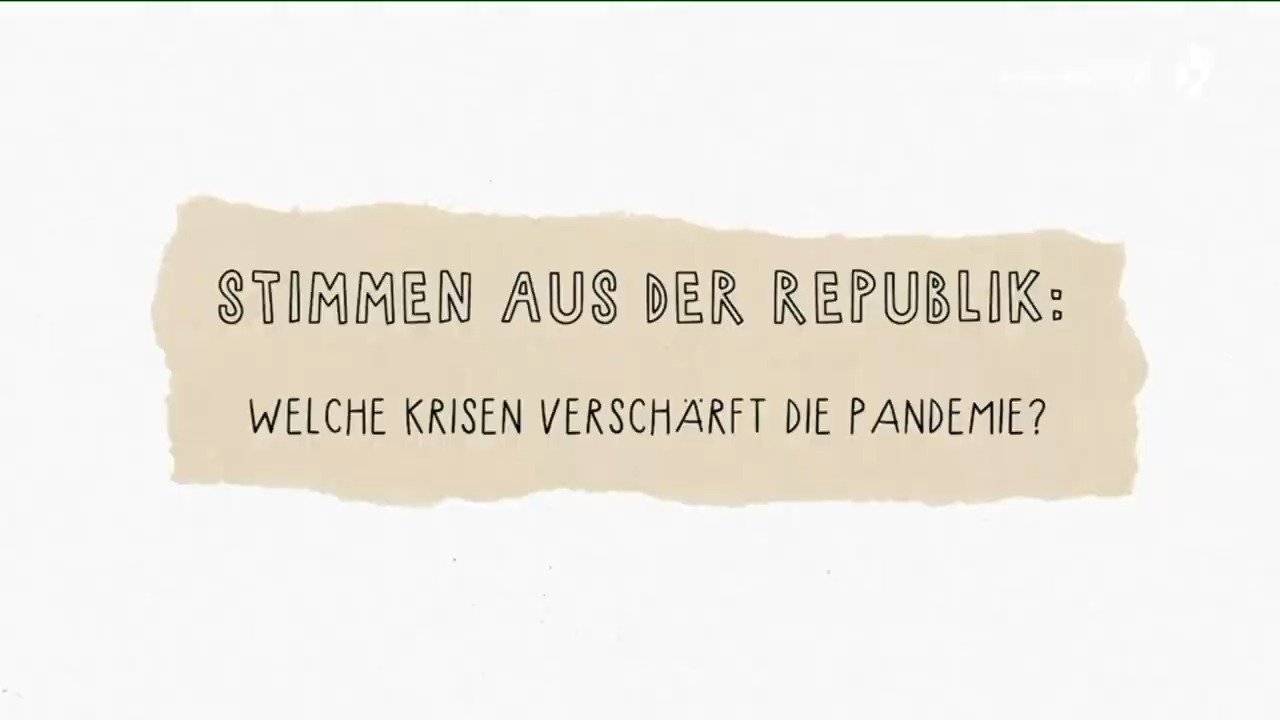 STIMMEN AUS DER REPUBLIK:
WELCHE KRISEN VERSCHÄRFT DIE PANDEMIE?